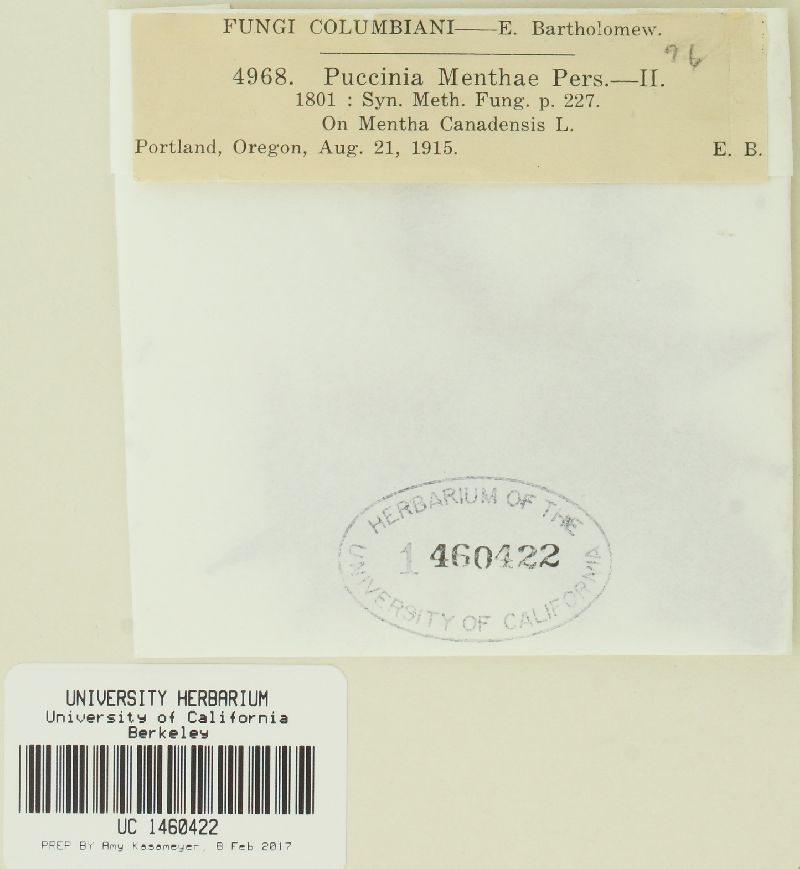 FUNGI COLUMBIANI—E. Bartholomew.
4968. Puccinia Menthae Pers.—II.
1801 : Syn. Meth. Fung. p. 227.
On Mentha Canadensis L.
Portland, Oregon, Aug. 21, 1915. E. B.
HERBARIUM OF THE
1 460422
UNIVERSITY OF CALIFORNIA
UNIVERSITY HERBARIUM
University of California
Berkeley
UC 1460422
PREP BY Amy Kasameyer, 8 Feb 2017